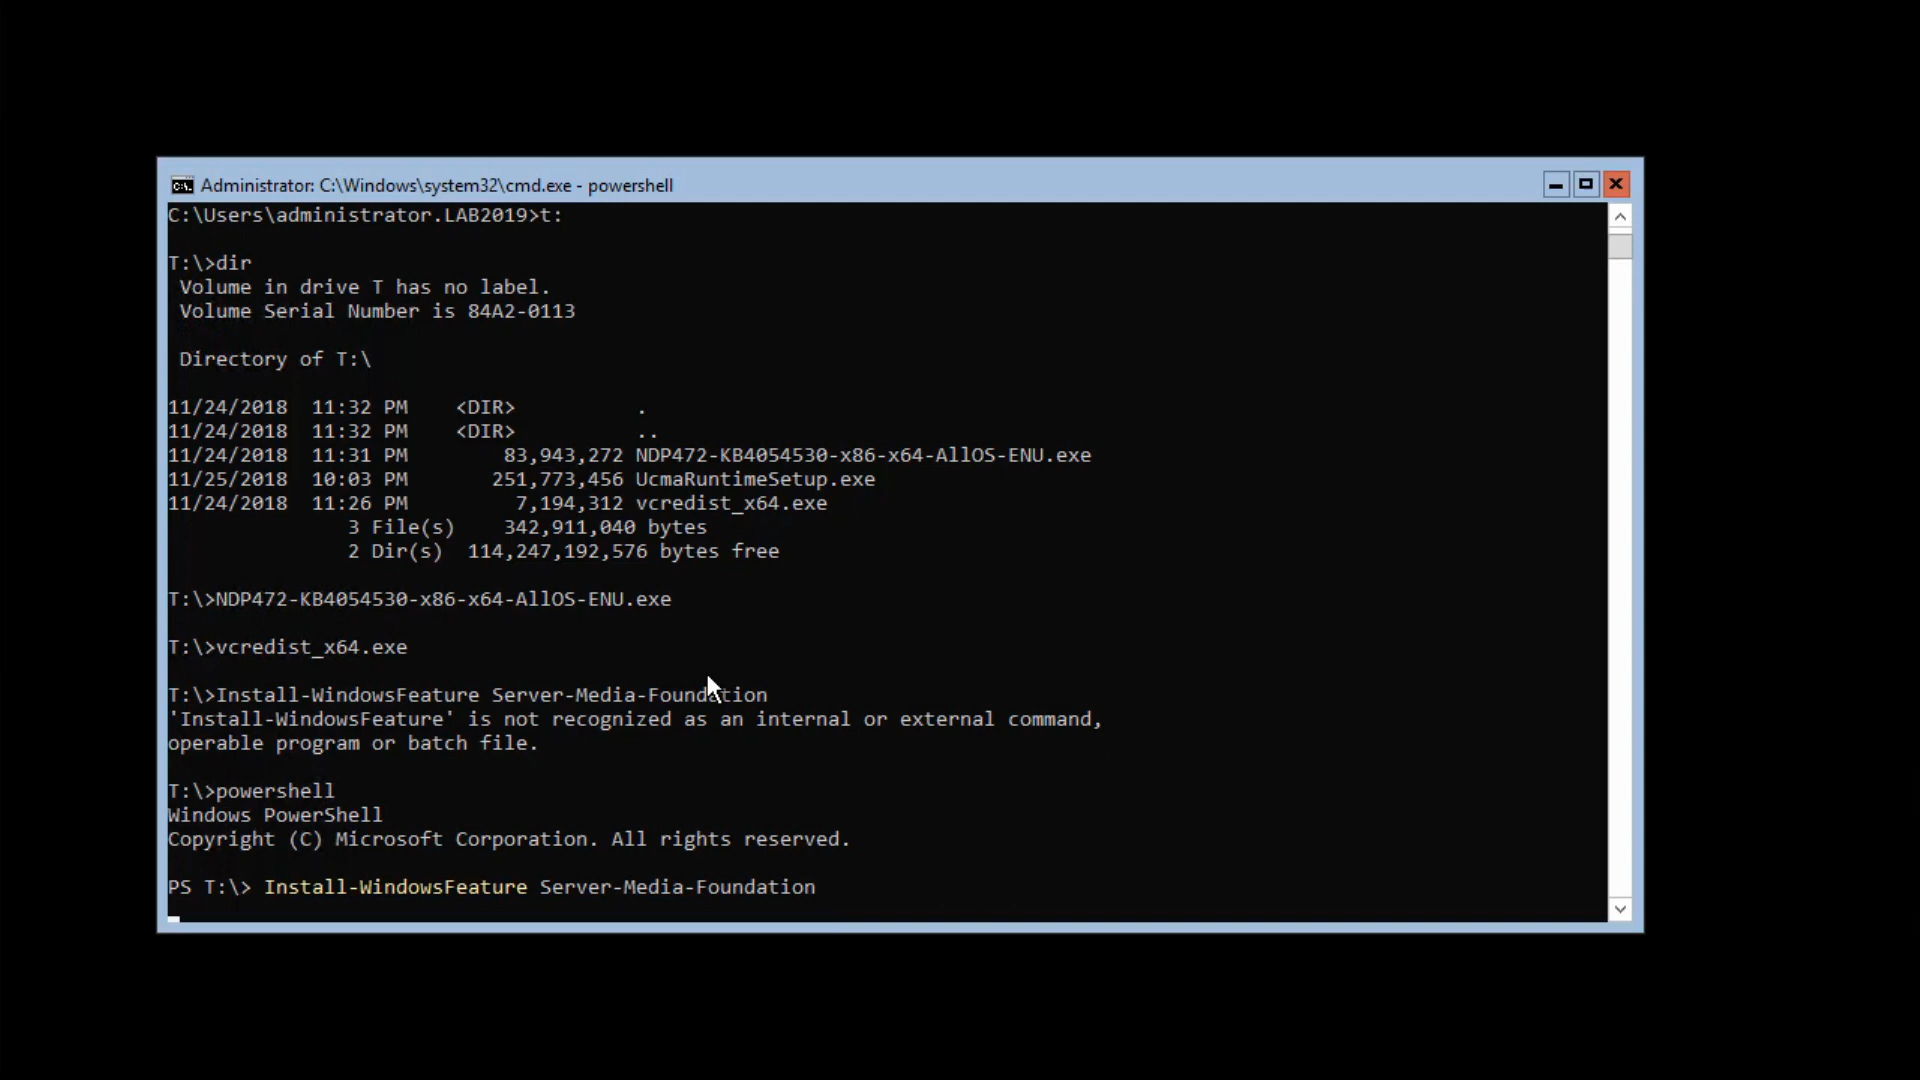 Administrator: C:\Windows\system32\cmd.exe - powershell
C:\Users\administrator.LAB2019>t:
T:\>dir
Volume in drive T has no label.
Volume Serial Number is 84A2-0113
Directory of T:\
11/24/2018  11:32 PM    <DIR>          .
11/24/2018  11:32 PM    <DIR>          ..
11/24/2018  11:31 PM        83,943,272 NDP472-KB4054530-x86-x64-AllOS-ENU.exe
11/25/2018  10:03 PM       251,773,456 UcmaRuntimeSetup.exe
11/24/2018  11:26 PM         7,194,312 vcredist_x64.exe
3 File(s)    342,911,040 bytes
2 Dir(s)  114,247,192,576 bytes free
T:\>NDP472-KB4054530-x86-x64-AllOS-ENU.exe
T:\>vcredist_x64.exe
T:\>Install-WindowsFeature Server-Media-Foundation
'Install-WindowsFeature' is not recognized as an internal or external command,
operable program or batch file.
T:\>powershell
Windows PowerShell
Copyright (C) Microsoft Corporation. All rights reserved.
PS T:\> Install-WindowsFeature Server-Media-Foundation